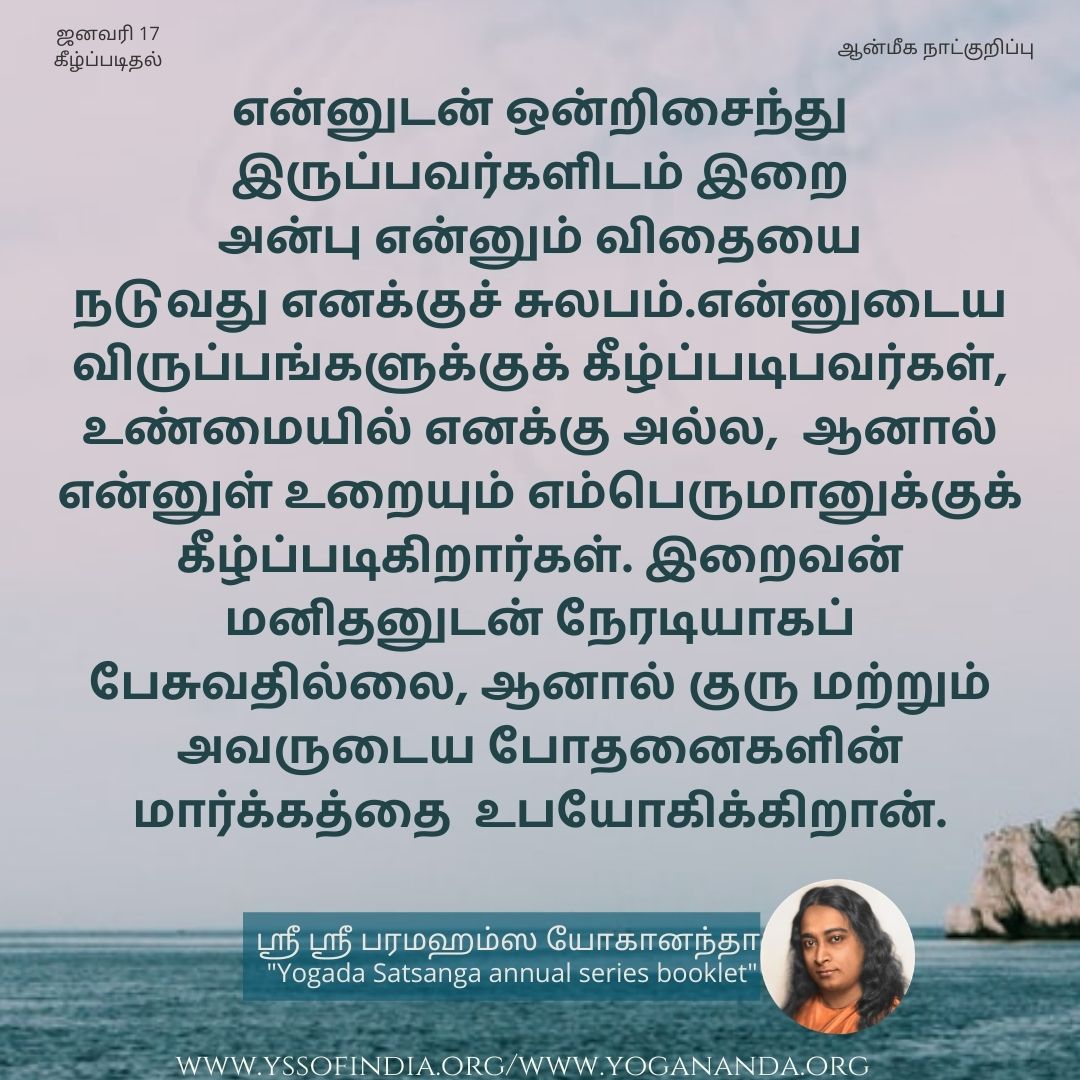 ஜனவரி 17
கீழ்ப்படிதல்
ஆன்மீக நாட்குறிப்பு
என்னுடன் ஒன்றிசைந்து
இருப்பவர்களிடம் இறை
அன்பு என்னும் விதையை
நடுவது எனக்குச் சுலபம்.என்னுடைய
விருப்பங்களுக்குக் கீழ்ப்படிபவர்கள்,
உண்மையில் எனக்கு அல்ல, ஆனால்
என்னுள் உறையும் எம்பெருமானுக்குக்
கீழ்ப்படிகிறார்கள். இறைவன்
மனிதனுடன் நேரடியாகப்
பேசுவதில்லை, ஆனால் குரு மற்றும்
அவருடைய போதனைகளின்
மார்க்கத்தை உபயோகிக்கிறான்.
ஸ்ரீ ஸ்ரீ பரமஹம்ஸ யோகானந்தா
"Yogada Satsanga annual series booklet"
WWW.YSSOFINDIA.ORG/WWW.YOGANANDA.ORG